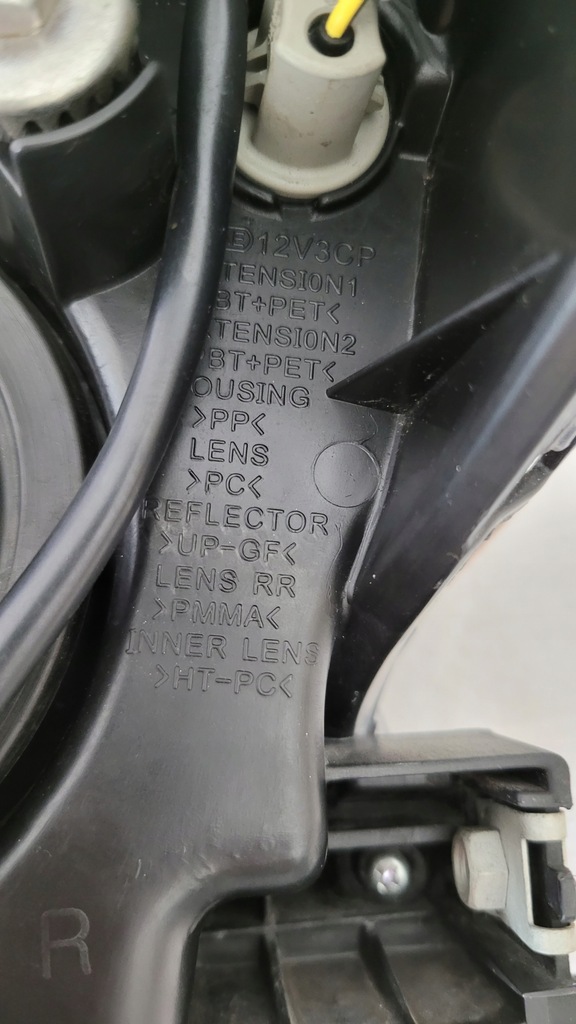 E 12V3CP
TENSION1
BT+PET<
TENSION2
BT+PET<
OUSING
>PP<
LENS
>PC<
REFLECTOR
>UP-GF<
LENS RR
>PMMA<
INNER LENS
>HT-PC<
R